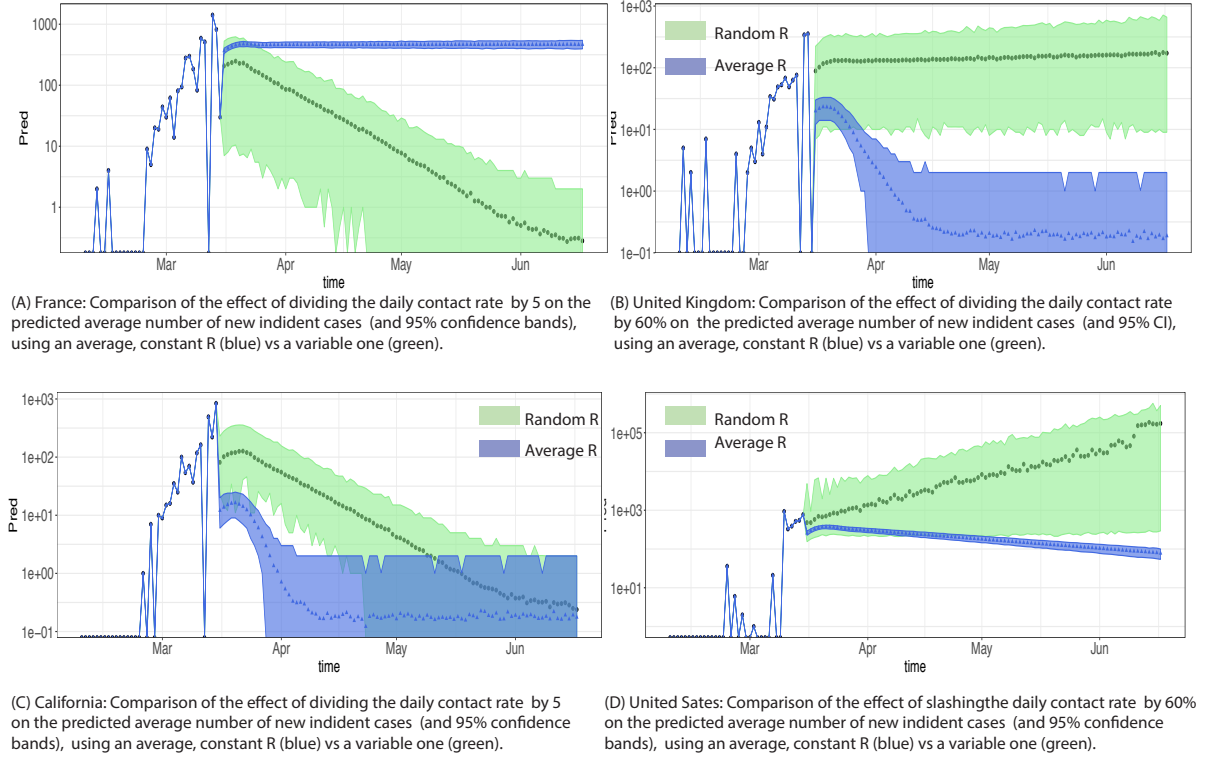 1000
100
10
1
Pred
Mar
Apr
May
Jun
time
(A) France: Comparison of the effect of dividing the daily contact rate by 5 on the
predicted average number of new indident cases (and 95% confidence bands),
using an average, constant R (blue) vs a variable one (green).
1e+03
1e+02
1e+01
1e+00
1e−01
Pred
Random R
Average R
Mar
Apr
May
Jun
time
(B) United Kingdom: Comparison of the effect of dividing the daily contact rate
by 60% on the predicted average number of new indident cases (and 95% CI),
using an average, constant R (blue) vs a variable one (green).
1e+03
1e+02
1e+01
1e+00
1e−01
Pred
Random R
Average R
Mar
Apr
May
Jun
time
(C) California: Comparison of the effect of dividing the daily contact rate by 5
on the predicted average number of new indident cases (and 95% confidence
bands), using an average, constant R (blue) vs a variable one (green).
1e+05
1e+03
1e+01
Random R
Average R
Mar
Apr
May
Jun
time
(D) United Sates: Comparison of the effect of slashingthe daily contact rate by 60%
on the predicted average number of new indident cases (and 95% confidence
bands), using an average, constant R (blue) vs a variable one (green).